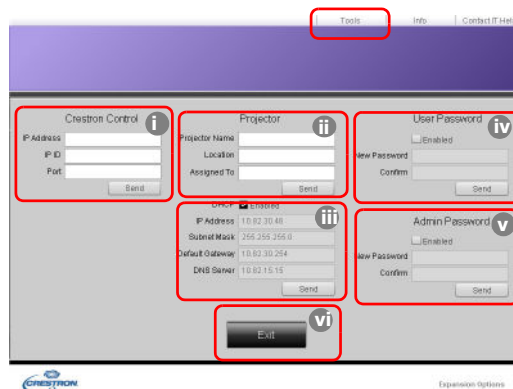 Tools Info Contact IT Help
Crestron Control i
IP Address
IP ID
Port
Send
Projector ii
Projector Name
Location
Assigned To
Send
User Password iv
Enabled
New Password
Confirm
Send
DHCP Enabled
iii
IP Address 10.82.30.46
Subnet Mask 255.255.255.0
Default Gateway 10.82.30.254
DNS Server 10.82.15.15
Send
Admin Password v
Enabled
New Password
Confirm
Send
Exit vi
CRESTRON
Expansion Options